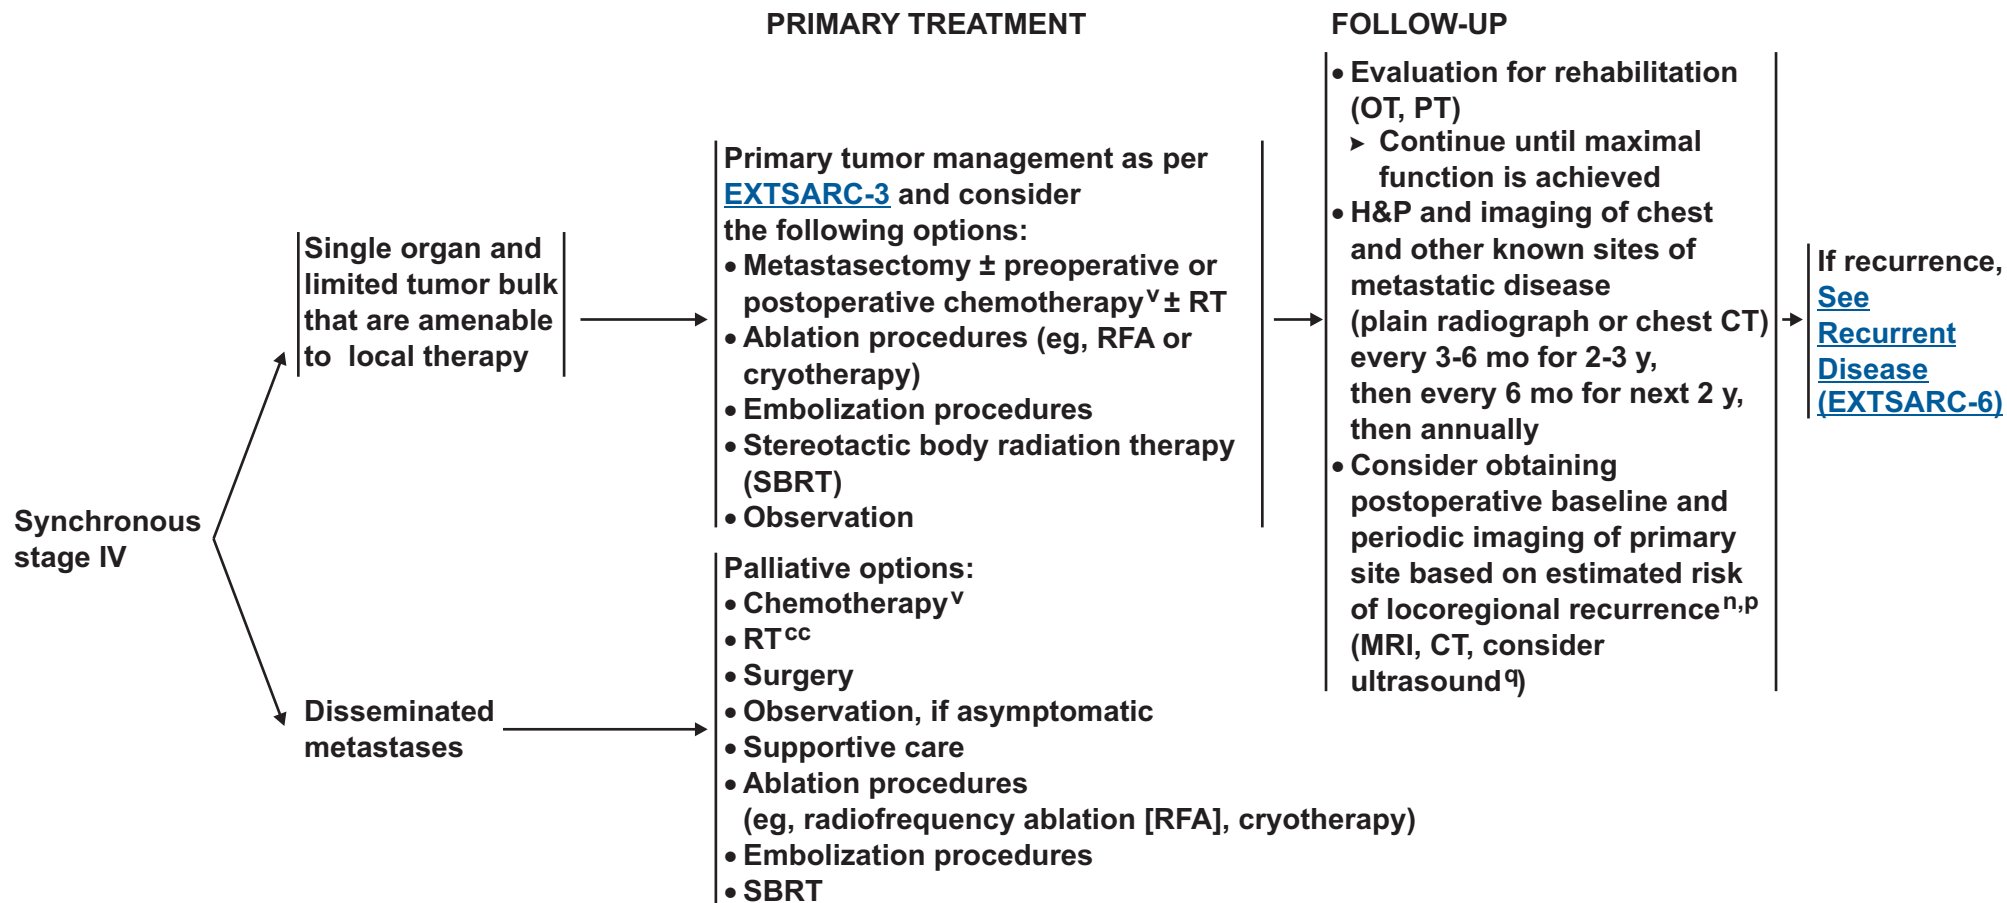 PRIMARY TREATMENT
FOLLOW-UP
Synchronous
stage IV
Single organ and
limited tumor bulk
that are amenable
to local therapy
Primary tumor management as per
EXTSARC-3 and consider
the following options:
• Metastasectomy ± preoperative or
postoperative chemotherapy v ± RT
• Ablation procedures (eg, RFA or
cryotherapy)
• Embolization procedures
• Stereotactic body radiation therapy
(SBRT)
• Observation
• Evaluation for rehabilitation
(OT, PT)
➤ Continue until maximal
function is achieved
• H&P and imaging of chest
and other known sites of
metastatic disease
(plain radiograph or chest CT)
every 3-6 mo for 2-3 y,
then every 6 mo for next 2 y,
then annually
• Consider obtaining
postoperative baseline and
periodic imaging of primary
site based on estimated risk
of locoregional recurrence n,p
(MRI, CT, consider
ultrasound q)
If recurrence,
See
Recurrent
Disease
(EXTSARC-6)
Disseminated
metastases
Palliative options:
• Chemotherapy v
• RT cc
• Surgery
• Observation, if asymptomatic
• Supportive care
• Ablation procedures
(eg, radiofrequency ablation [RFA], cryotherapy)
• Embolization procedures
• SBRT